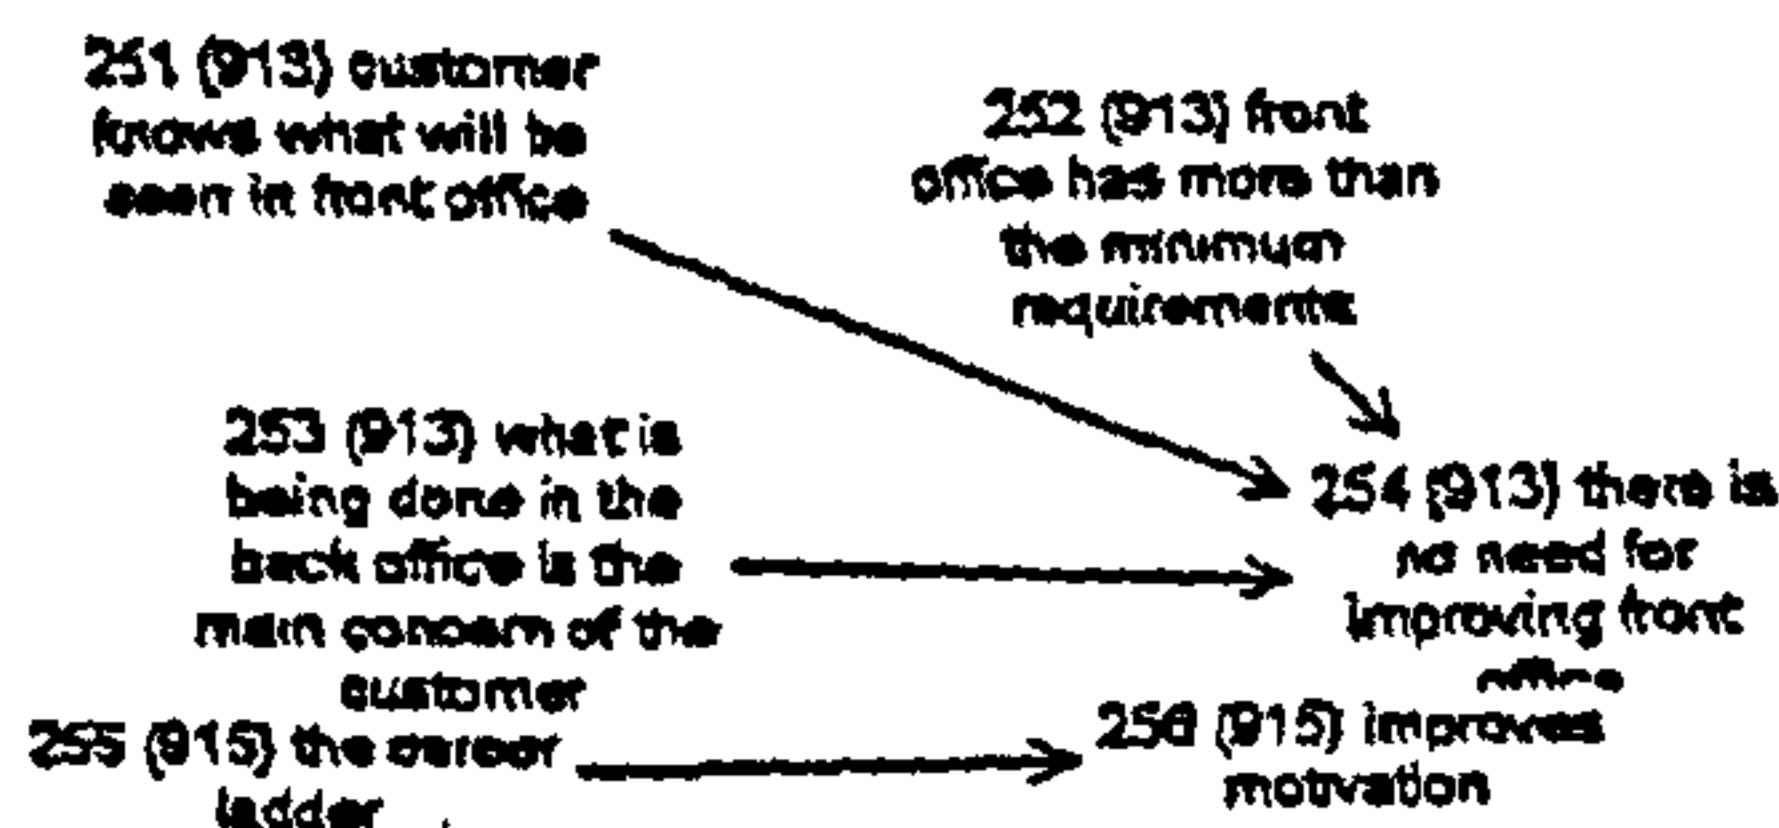 251 (913) customer
knows what will be
seen in front office
252 (913) front
office has more than
the minimum
requirements
253 (913) what is
being done in the
back office is the
main concern of the
customer
254 (913) there is
no need for
improving front
office
255 (915) the career
ladder
256 (915) improves
motivation